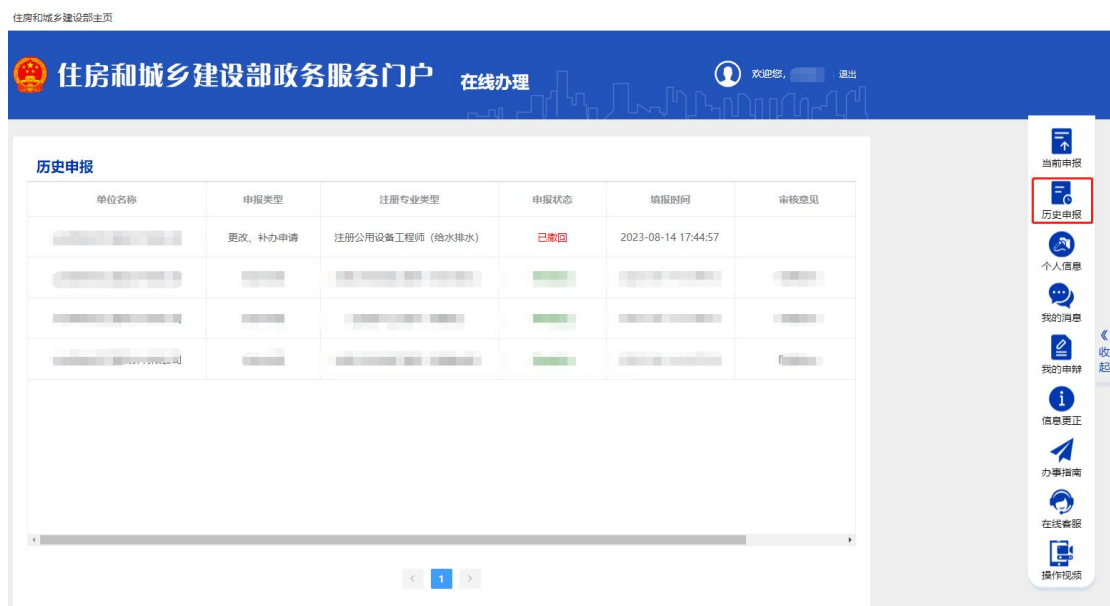 住房和城乡建设部主页
住房和城乡建设部政务服务门户 在线办理 欢迎您， 退出
历史申报
单位名称 申报类型 注册专业类型 申报状态 填报时间 审核意见
更改、补办申请 注册公用设备工程师（给水排水） 已撤回 2023-08-14 17:44:57
1
当前申报
历史申报
个人信息
我的消息
我的申辩
信息更正
办事指南
在线客服
操作视频
《
收
起